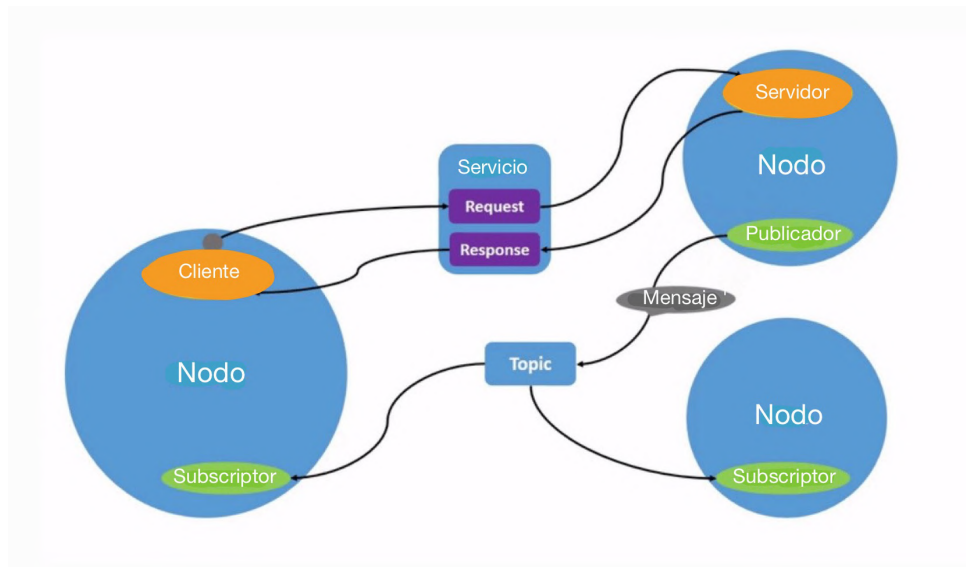 Servidor
Servicio
Nodo
Request
Publicador
Response
Cliente
Mensaje
Topic
Nodo
Nodo
Subscriptor
Subscriptor